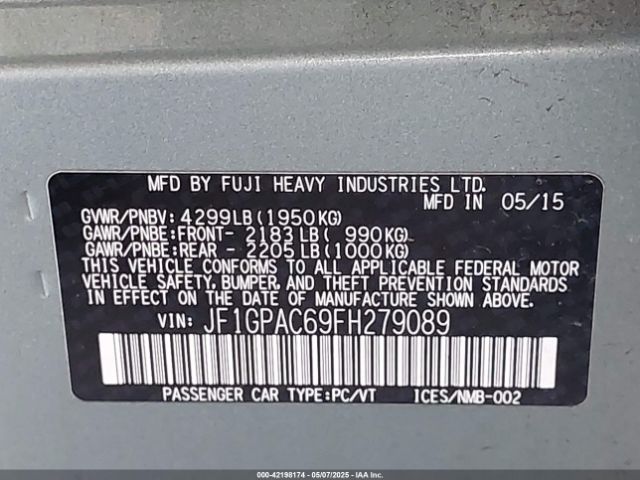 MFD BY FUJI HEAVY INDUSTRIES LTD.
MFD IN 05/15
GVWR/PNBV: 4299LB(1950KG)
GAWR/PNBE:FRONT- 2183LB( 990KG)
GAWR/PNBE:REAR - 2205LB(1000KG)
THIS VEHICLE CONFORMS TO ALL APPLICABLE FEDERAL MOTOR
VEHICLE SAFETY, BUMPER, AND THEFT PREVENTION STANDARDS
IN EFFECT ON THE DATE OF MANUFACTURE SHOWN ABOVE.
VIN: JF1GPAC69FH279089
PASSENGER CAR TYPE:PC/VT ICES/NMB-002
000-42198174 - 05/07/2025 - IAA, Inc.